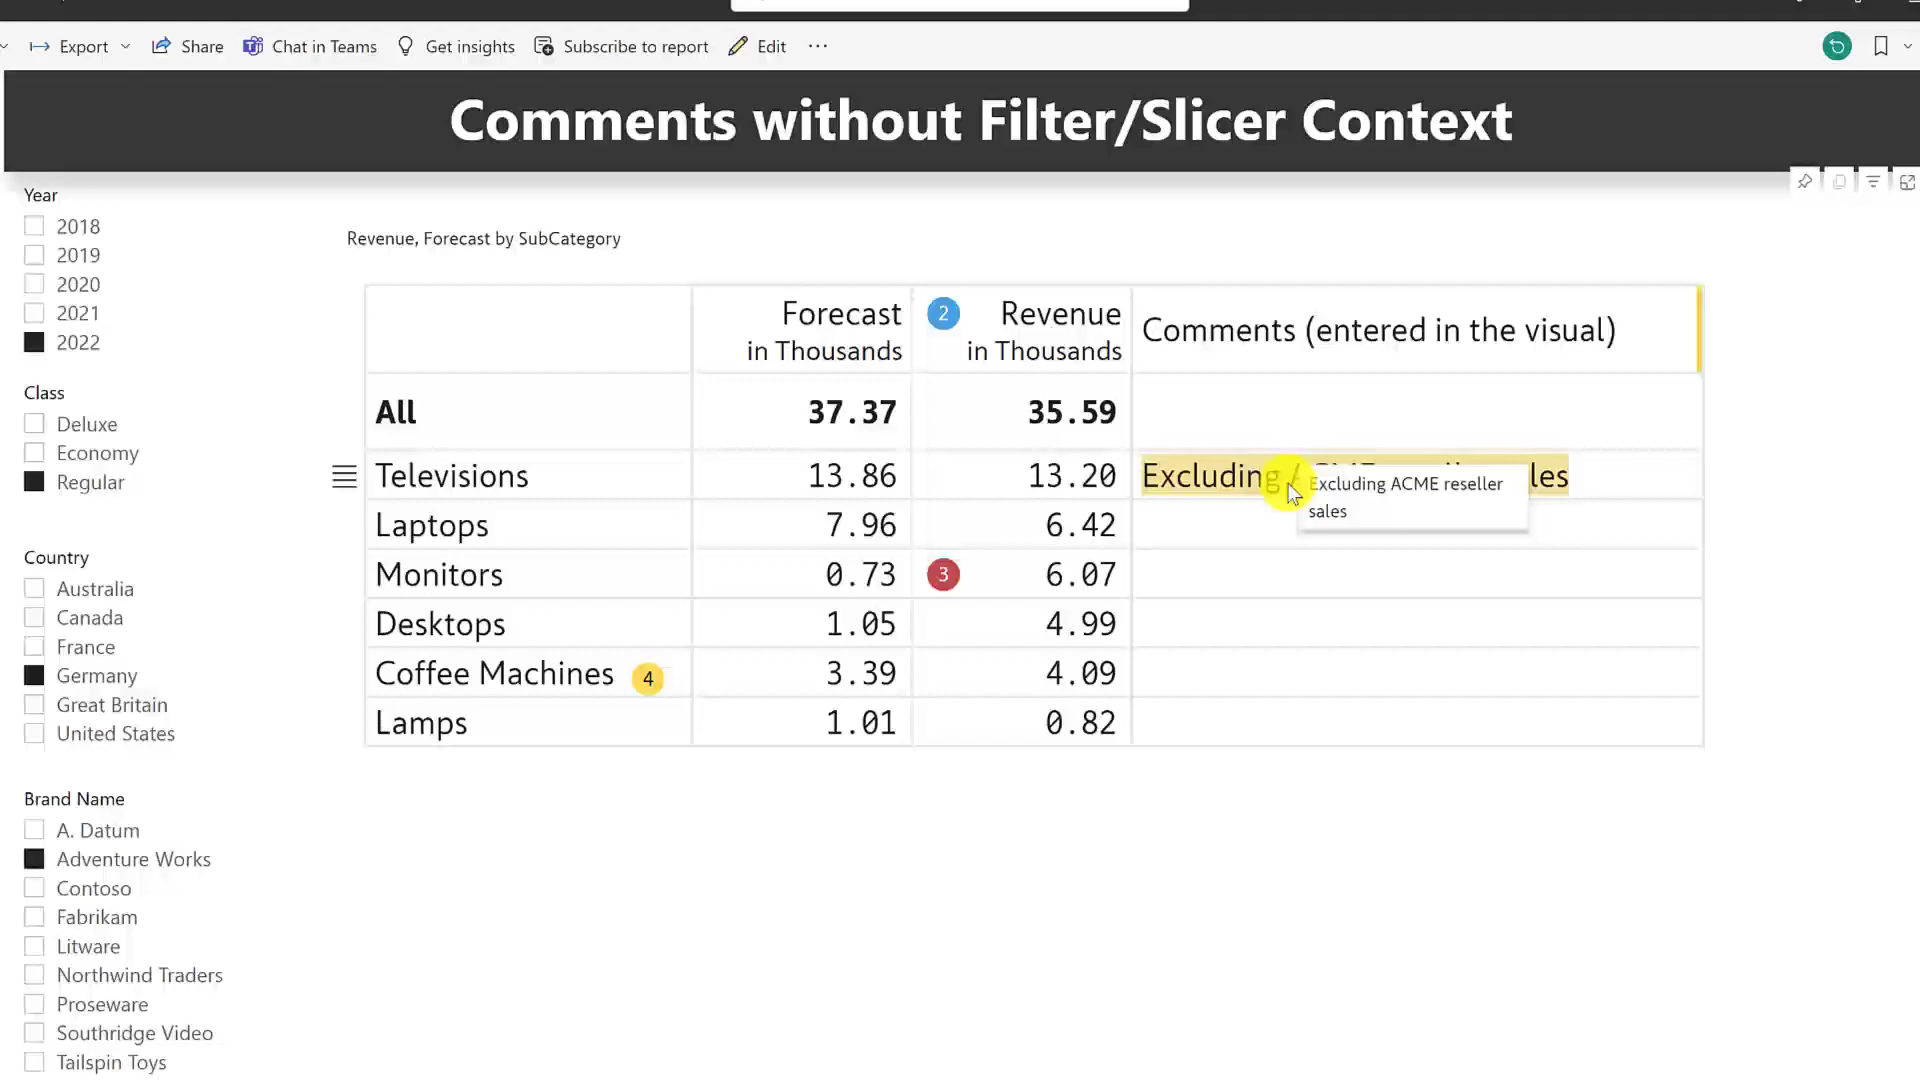 Export
Share
Chat in Teams
Get insights
Subscribe to report
Edit
Comments without Filter/Slicer Context
Year
2018
2019
2020
2021
2022
Class
Deluxe
Economy
Regular
Country
Australia
Canada
France
Germany
Great Britain
United States
Brand Name
A. Datum
Adventure Works
Contoso
Fabrikam
Litware
Northwind Traders
Proseware
Southridge Video
Tailspin Toys
Revenue, Forecast by SubCategory
Forecast
in Thousands
2
Revenue
in Thousands
Comments (entered in the visual)
All 37.37 35.59
Televisions 13.86 13.20 Excluding les
Excluding ACME reseller
sales
Laptops 7.96 6.42
Monitors 0.73 3 6.07
Desktops 1.05 4.99
Coffee Machines 4 3.39 4.09
Lamps 1.01 0.82